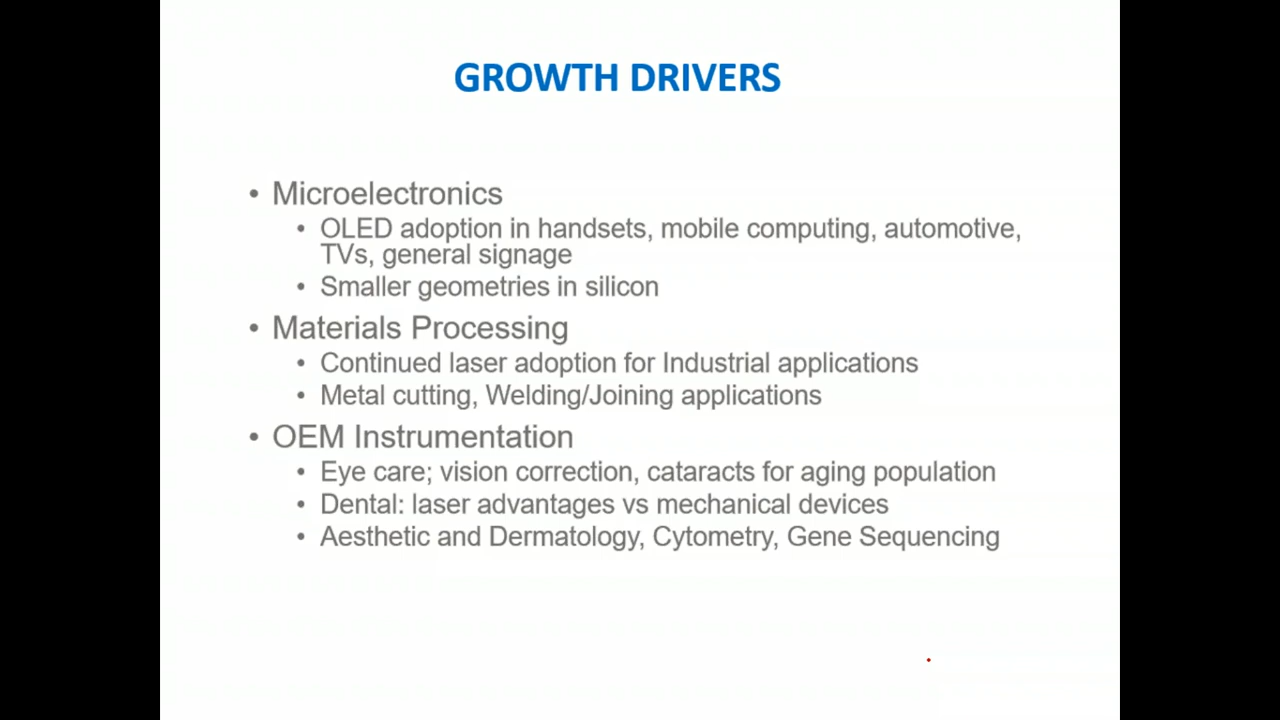 GROWTH DRIVERS
• Microelectronics
• OLED adoption in handsets, mobile computing, automotive,
TVs, general signage
• Smaller geometries in silicon
• Materials Processing
• Continued laser adoption for Industrial applications
• Metal cutting, Welding/Joining applications
• OEM Instrumentation
• Eye care; vision correction, cataracts for aging population
• Dental: laser advantages vs mechanical devices
• Aesthetic and Dermatology, Cytometry, Gene Sequencing